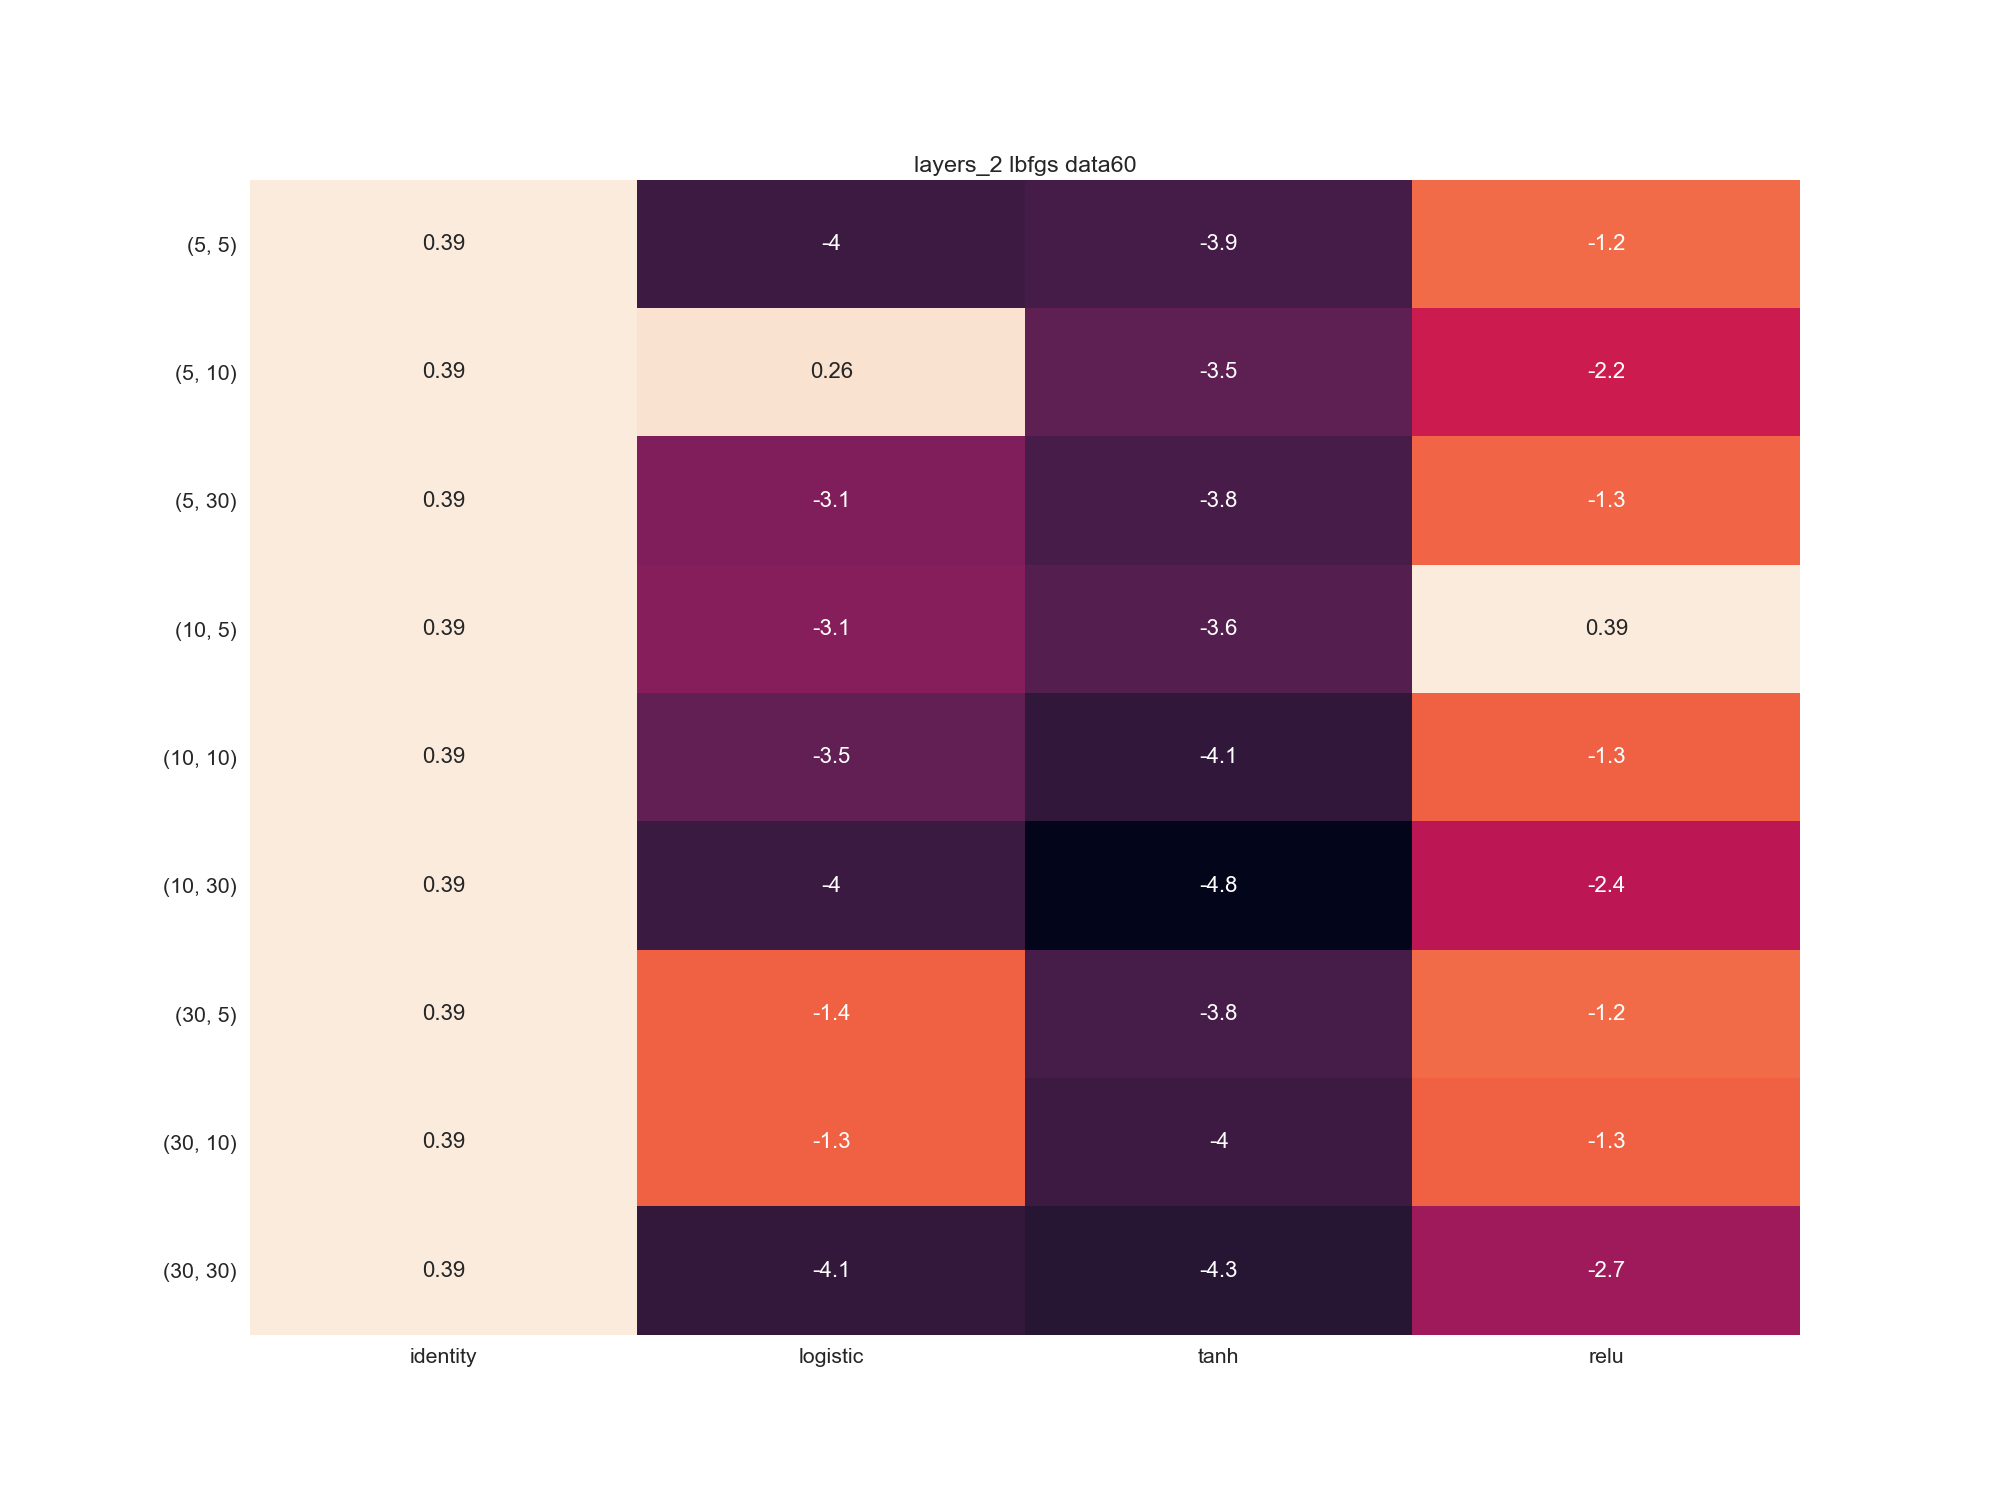 layers_2 lbfgs data60
(5, 5) 0.39 -4 -3.9 -1.2
(5, 10) 0.39 0.26 -3.5 -2.2
(5, 30) 0.39 -3.1 -3.8 -1.3
(10, 5) 0.39 -3.1 -3.6 0.39
(10, 10) 0.39 -3.5 -4.1 -1.3
(10, 30) 0.39 -4 -4.8 -2.4
(30, 5) 0.39 -1.4 -3.8 -1.2
(30, 10) 0.39 -1.3 -4 -1.3
(30, 30) 0.39 -4.1 -4.3 -2.7
identity logistic tanh relu